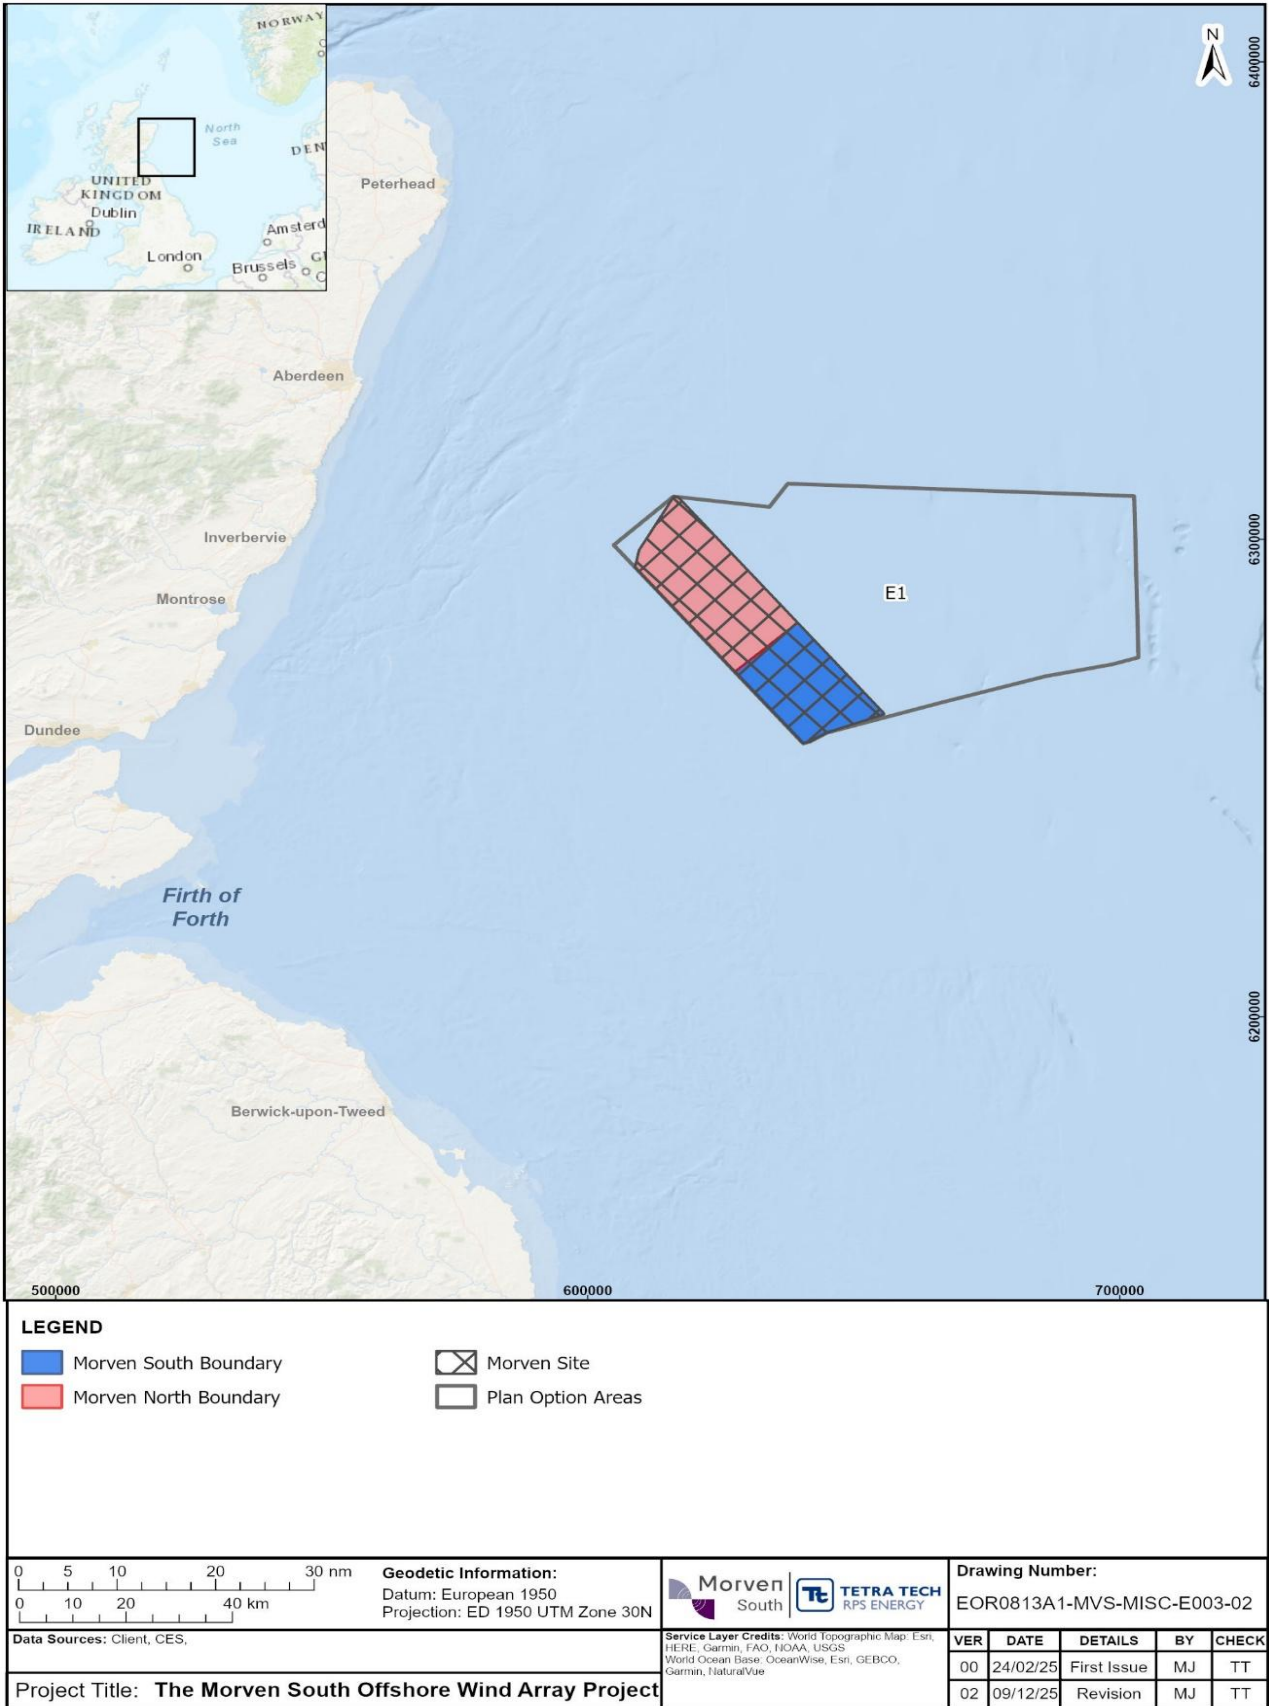 NORWAY
North
Sea
DEN
UNITED
KINGDOM
Dublin
IRELAND
Amsterd
London
Brussels
GI
C
N
6400000
Peterhead
Aberdeen
6300000
Inverbervie
E1
Montrose
Dundee
Firth of
Forth
6200000
Berwick-upon-Tweed
500000 600000 700000
LEGEND
Morven South Boundary
Morven North Boundary
Morven Site
Plan Option Areas
0 5 10 20 30 nm
0 10 20 40 km
Geodetic Information:
Datum: European 1950
Projection: ED 1950 UTM Zone 30N
Morven
South
Tt
TETRA TECH
RPS ENERGY
Drawing Number:
EOR0813A1-MVS-MISC-E003-02
Data Sources: Client, CES,
Service Layer Credits: World Topographic Map: Esri,
HERE, Garmin, FAO, NOAA, USGS
World Ocean Base: OceanWise, Esri, GEBCO,
Garmin, NaturalVue
VER DATE DETAILS BY CHECK
00 24/02/25 First Issue MJ TT
02 09/12/25 Revision MJ TT
Project Title: The Morven South Offshore Wind Array Project